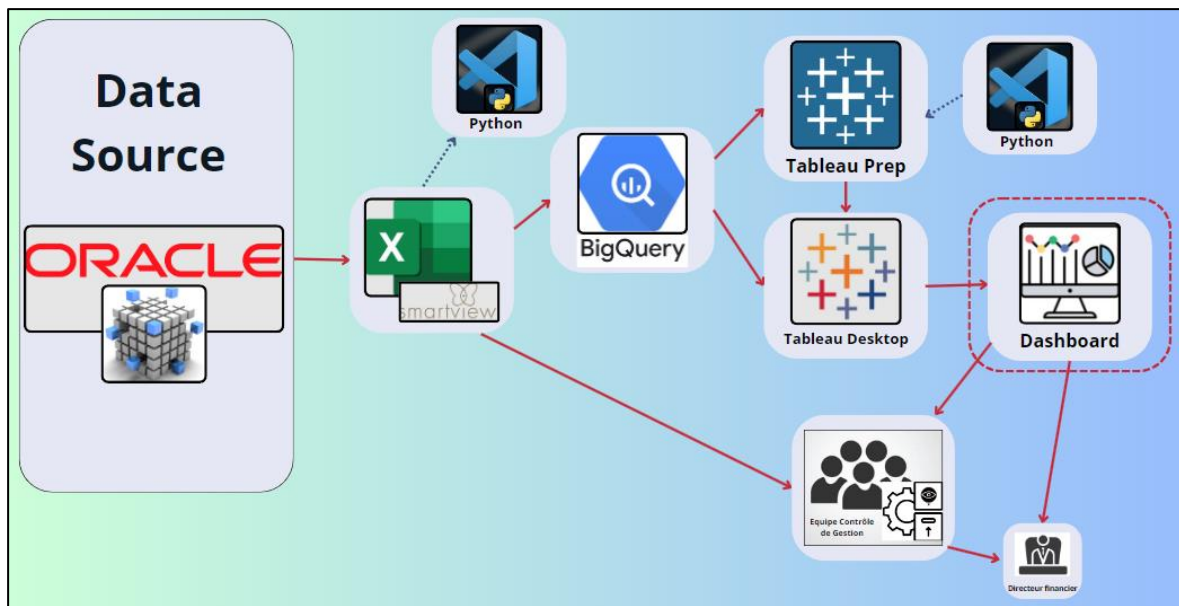 Data
Source
ORACLE
Python
X
smartview
BigQuery
Tableau Prep
Python
Tableau Desktop
Dashboard
Equipe Contrôle
de Gestion
Directeur financier